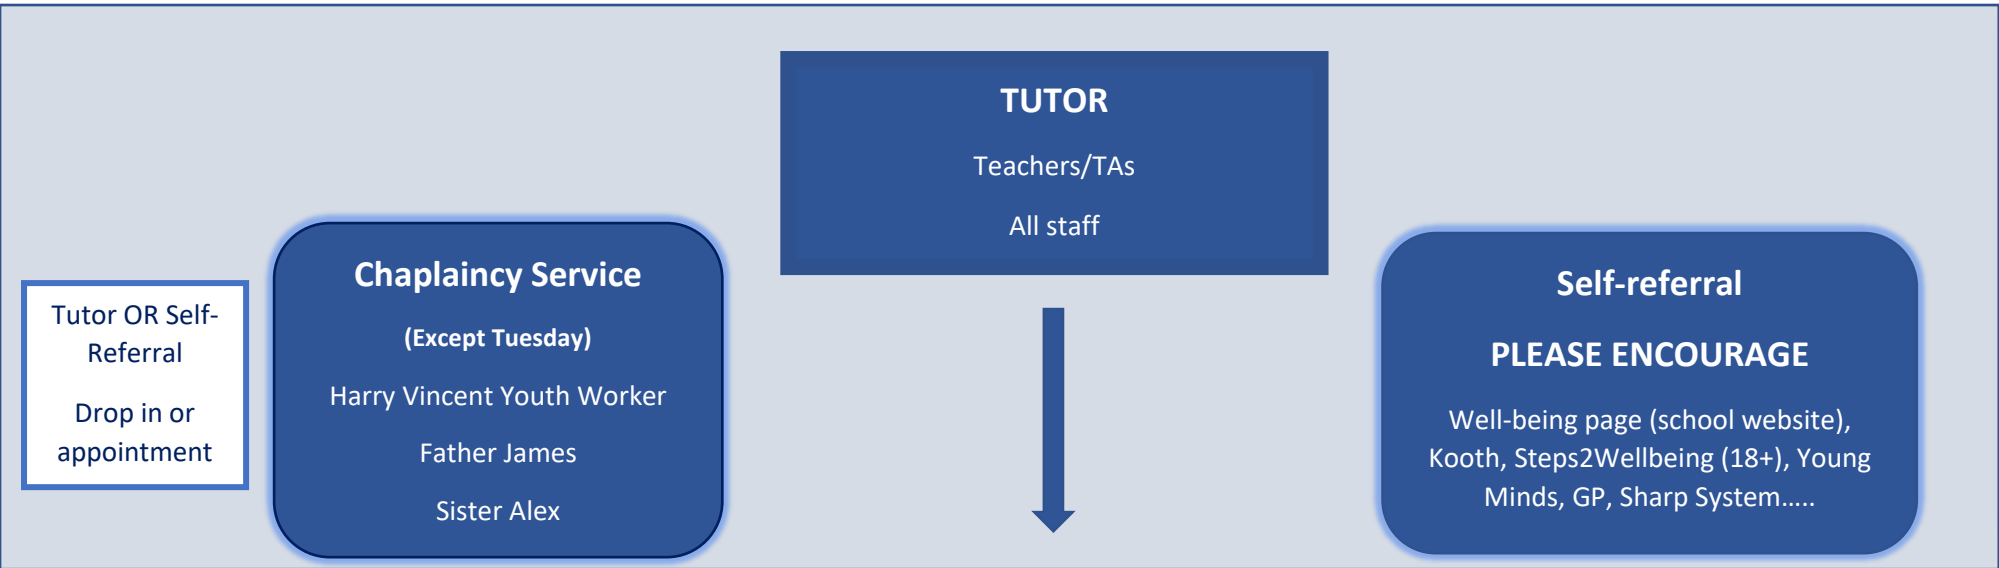 TUTOR
Teachers/TAs
All staff
Tutor OR Self-
Referral
Drop in or
appointment
Chaplaincy Service
(Except Tuesday)
Harry Vincent Youth Worker
Father James
Sister Alex
Self-referral
PLEASE ENCOURAGE
Well-being page (school website),
Kooth, Steps2Wellbeing (18+), Young
Minds, GP, Sharp System…..